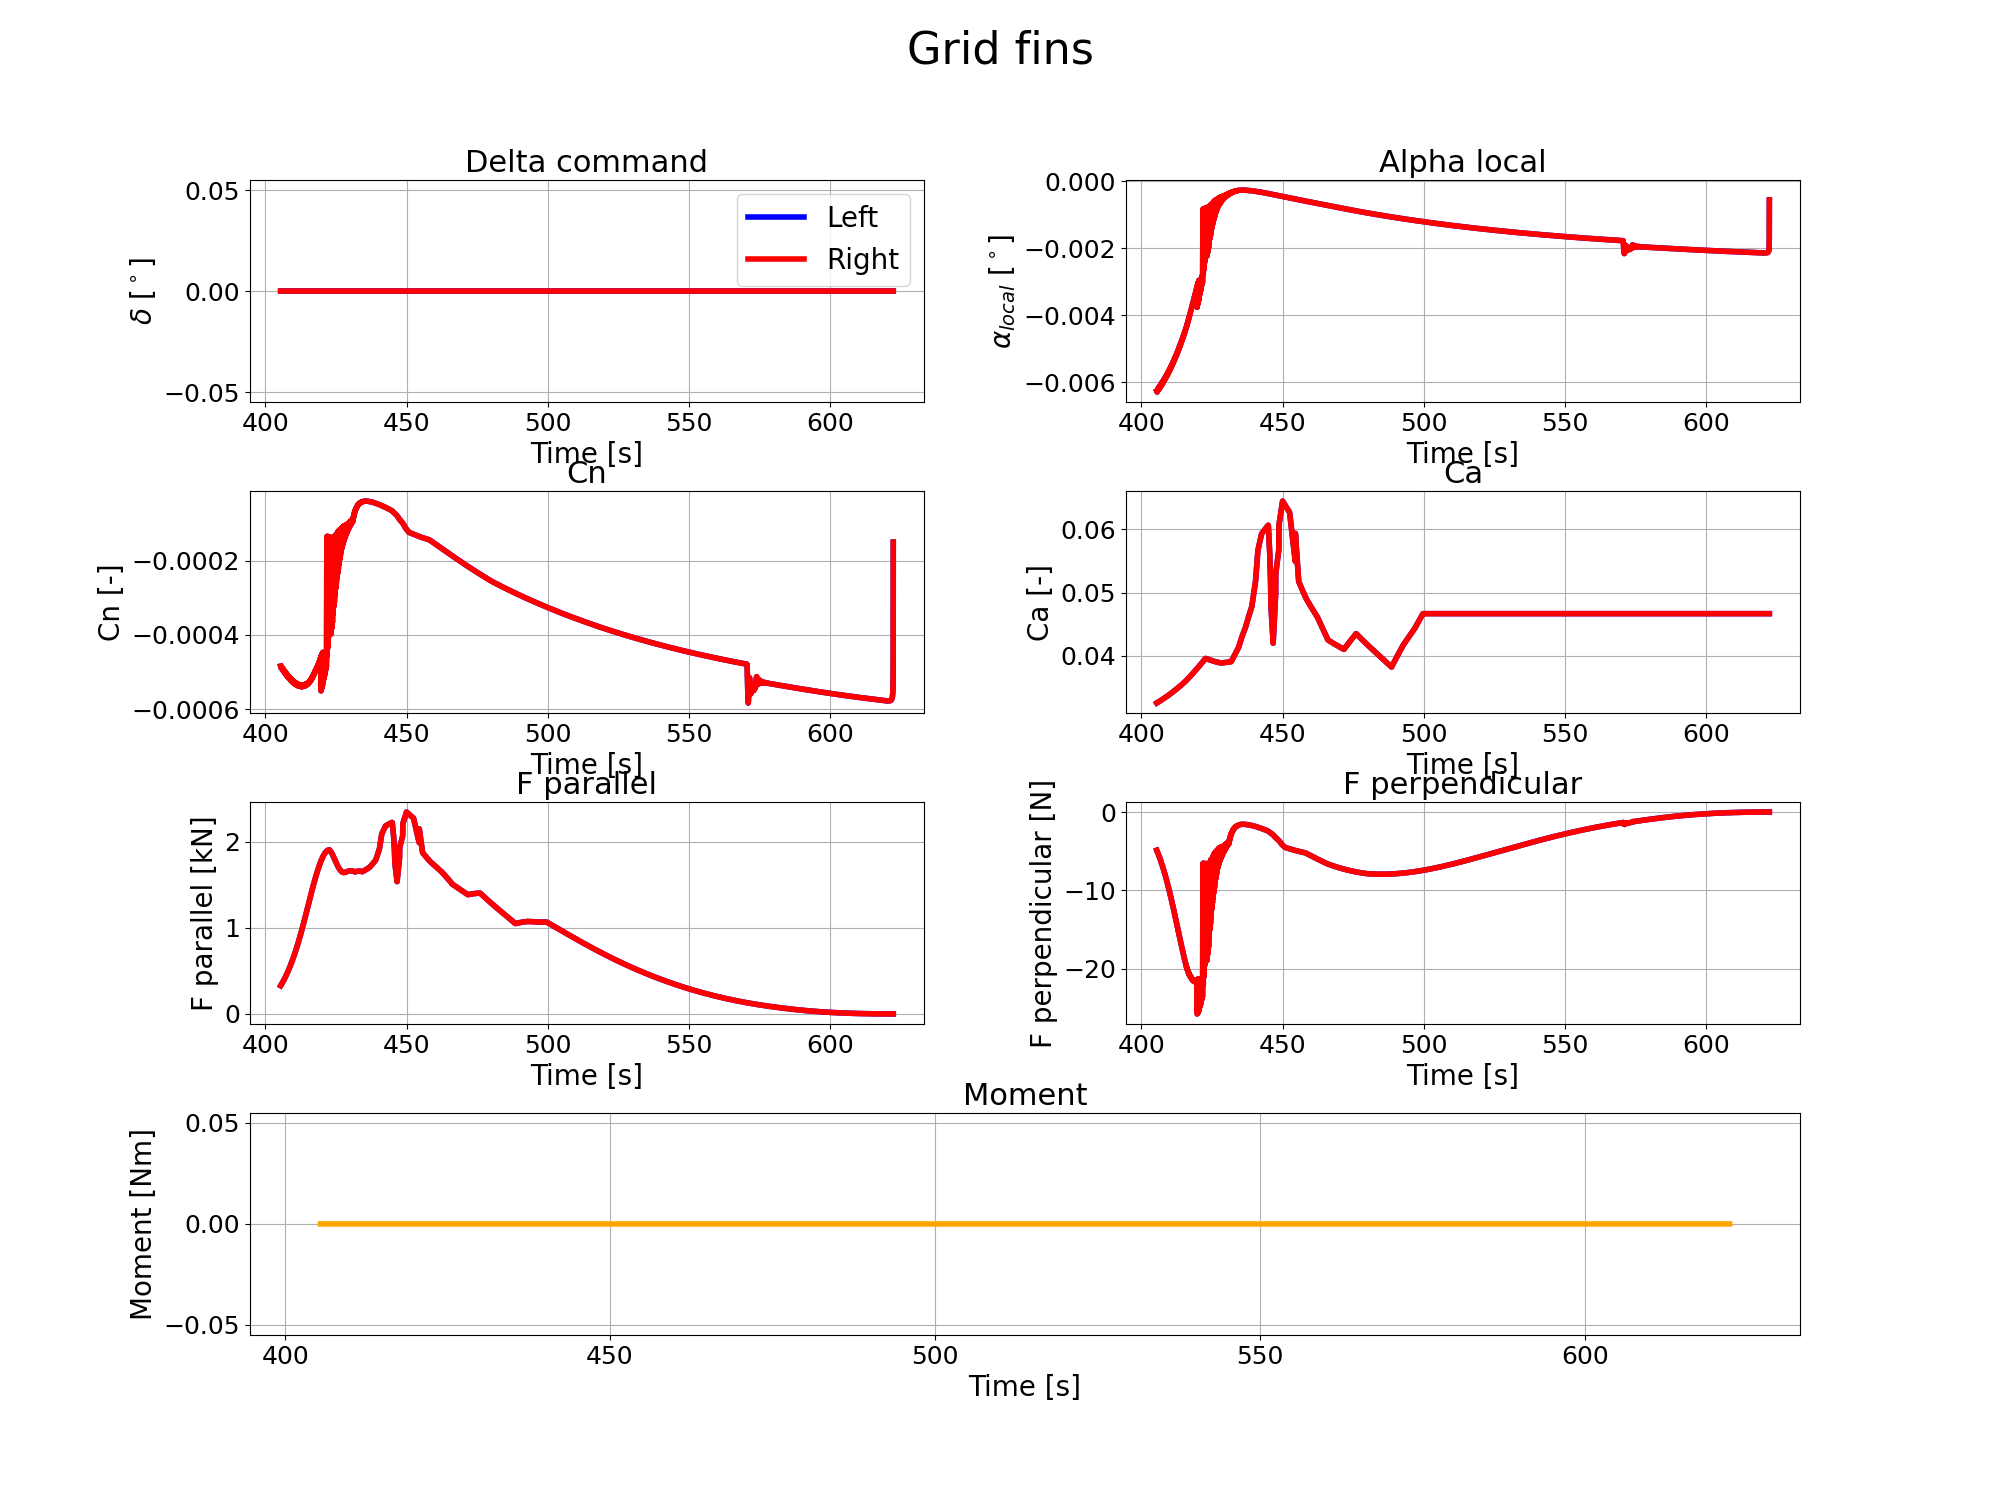 Grid fins
Delta command
δ [°]
0.05
0.00
−0.05
Left
Right
400 450 500 550 600
Time [s]
Alpha local
α_local [°]
0.000
−0.002
−0.004
−0.006
400 450 500 550 600
Time [s]
Cn
Cn [-]
−0.0002
−0.0004
−0.0006
400 450 500 550 600
Time [s]
Ca
Ca [-]
0.06
0.05
0.04
400 450 500 550 600
Time [s]
F parallel
F parallel [kN]
2
1
0
400 450 500 550 600
Time [s]
F perpendicular
F perpendicular [N]
0
−10
−20
400 450 500 550 600
Time [s]
Moment
Moment [Nm]
0.05
0.00
−0.05
400 450 500 550 600
Time [s]